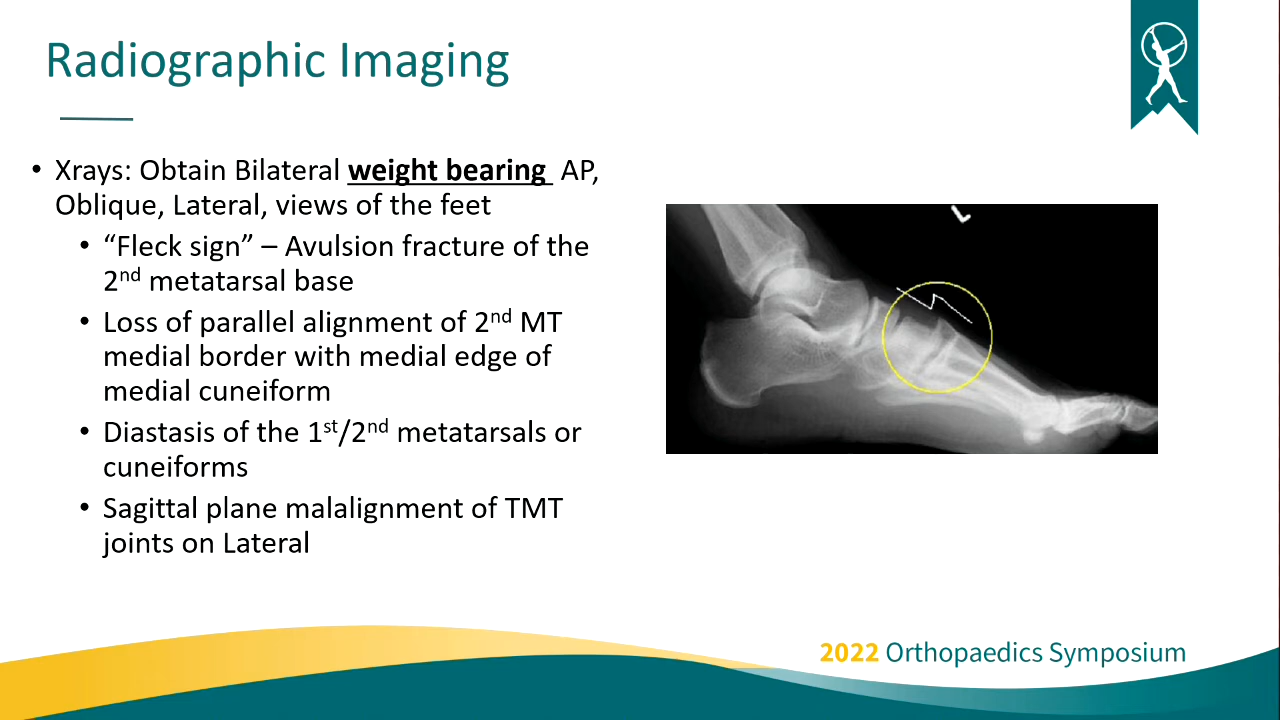 Radiographic Imaging
• Xrays: Obtain Bilateral weight bearing AP,
Oblique, Lateral, views of the feet
• “Fleck sign” – Avulsion fracture of the
2nd metatarsal base
• Loss of parallel alignment of 2nd MT
medial border with medial edge of
medial cuneiform
• Diastasis of the 1st/2nd metatarsals or
cuneiforms
• Sagittal plane malalignment of TMT
joints on Lateral
2022 Orthopaedics Symposium